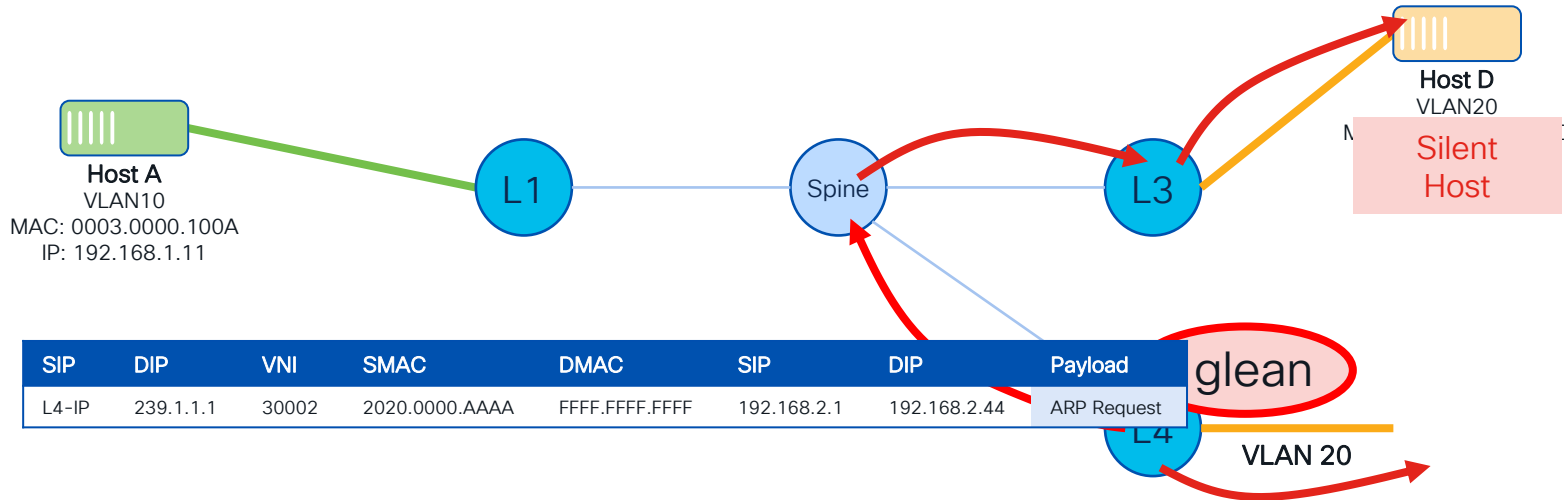 Host A
VLAN10
MAC: 0003.0000.100A
IP: 192.168.1.11
L1
Spine
L3
Host D
VLAN20
Silent
Host
SIP DIP VNI SMAC DMAC SIP DIP Payload
L4-IP 239.1.1.1 30002 2020.0000.AAAA FFFF.FFFF.FFFF 192.168.2.1 192.168.2.44 ARP Request
glean
L4
VLAN 20